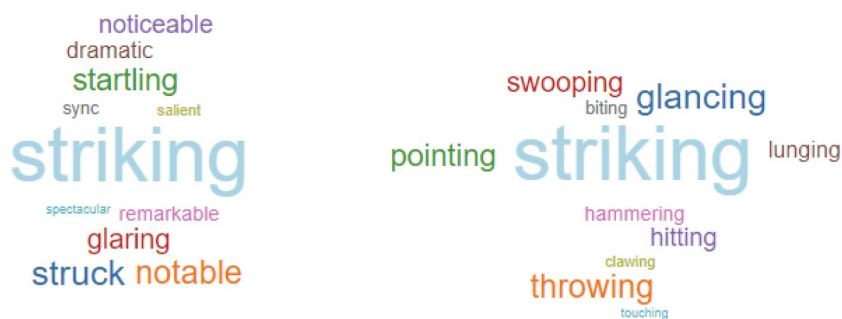 noticeable
dramatic
startling
sync salient
striking
spectacular remarkable
glaring
struck notable
swooping
biting glancing
pointing striking lunging
hammering
hitting
clawing
throwing
touching